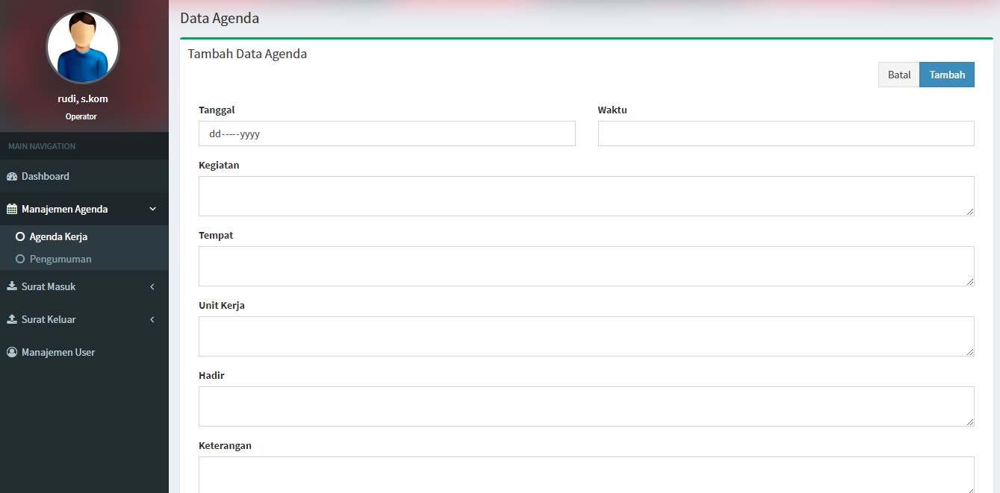 rudi, s.kom
Operator
MAIN NAVIGATION
Dashboard
Manajemen Agenda
Agenda Kerja
Pengumuman
Surat Masuk
Surat Keluar
Manajemen User
Data Agenda
Tambah Data Agenda
Batal Tambah
Tanggal Waktu
dd-----yyyy
Kegiatan
Tempat
Unit Kerja
Hadir
Keterangan